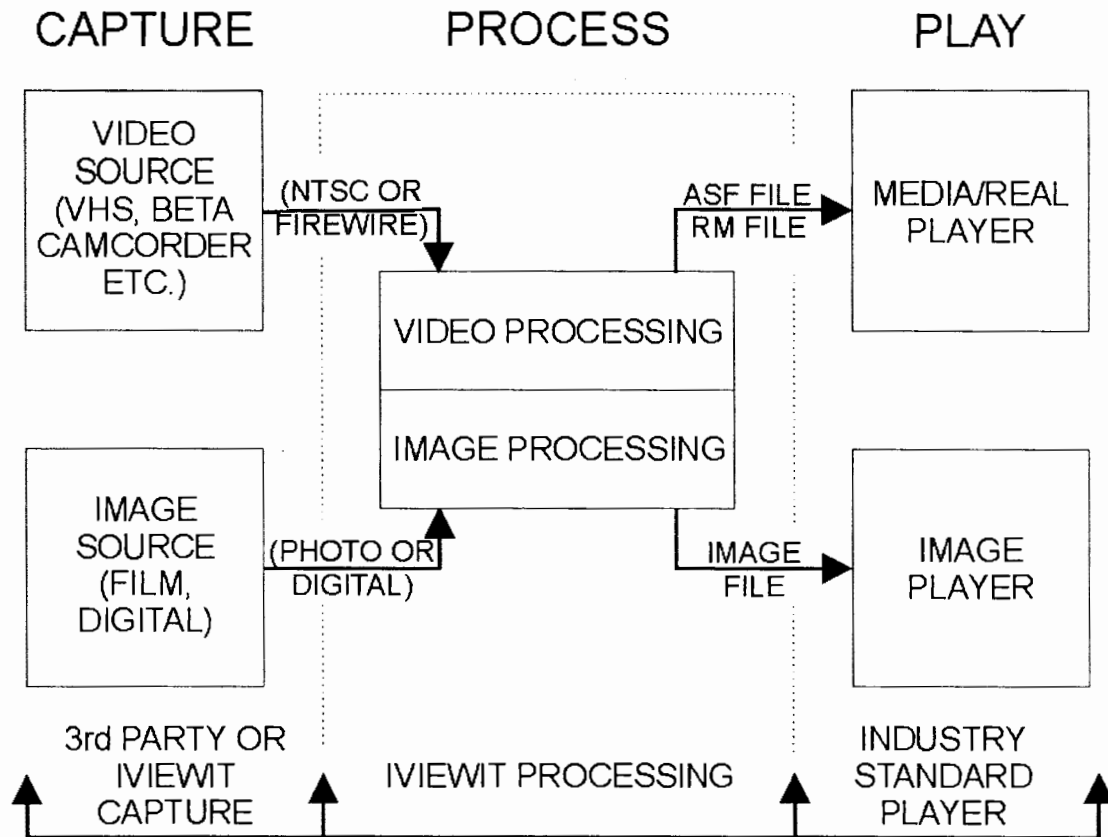 CAPTURE
PROCESS
PLAY
VIDEO
SOURCE
(VHS, BETA
CAMCORDER
ETC.)
(NTSC OR
FIREWIRE)
ASF FILE
RM FILE
MEDIA/REAL
PLAYER
VIDEO PROCESSING
IMAGE PROCESSING
IMAGE
SOURCE
(FILM,
DIGITAL)
(PHOTO OR
DIGITAL)
IMAGE
FILE
IMAGE
PLAYER
3rd PARTY OR
IVIEWIT
CAPTURE
IVIEWIT PROCESSING
INDUSTRY
STANDARD
PLAYER